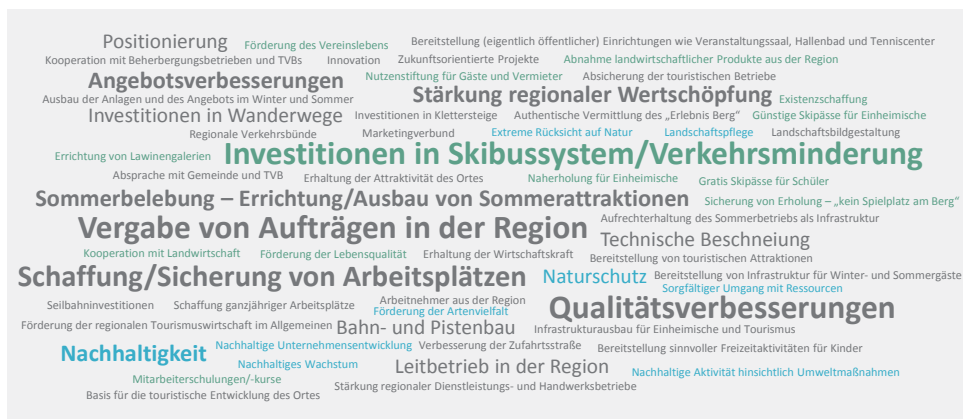 Positionierung Förderung des Vereinslebens Bereitstellung (eigentlich öffentlicher) Einrichtungen wie Veranstaltungssaal, Hallenbad und Tenniscenter
Kooperation mit Beherbergungsbetrieben und TVBs Innovation Zukunftsorientierte Projekte Abnahme landwirtschaftlicher Produkte aus der Region
Angebotsverbesserungen Nutzenstiftung für Gäste und Vermieter Absicherung der touristischen Betriebe
Ausbau der Anlagen und des Angebots im Winter und Sommer Stärkung regionaler Wertschöpfung Existenzschaffung
Investitionen in Wanderwege Investitionen in Klettersteige Authentische Vermittlung des „Erlebnis Berg“ Günstige Skipässe für Einheimische
Regionale Verkehrsbünde Marketingverbund Extreme Rücksicht auf Natur Landschaftspflege Landschaftsbildgestaltung
Errichtung von Lawinengalerien Investitionen in Skibussystem/Verkehrsminderung
Absprache mit Gemeinde und TVB Erhaltung der Attraktivität des Ortes Naherholung für Einheimische Gratis Skipässe für Schüler
Sommerbelebung – Errichtung/Ausbau von Sommerattraktionen Sicherung von Erholung – „kein Spielplatz am Berg“
Vergabe von Aufträgen in der Region Aufrechterhaltung des Sommerbetriebs als Infrastruktur
Technische Beschneiung
Kooperation mit Landwirtschaft Förderung der Lebensqualität Erhaltung der Wirtschaftskraft Bereitstellung von touristischen Attraktionen
Schaffung/Sicherung von Arbeitsplätzen Naturschutz Bereitstellung von Infrastruktur für Winter- und Sommergäste
Sorgfältiger Umgang mit Ressourcen
Seilbahninvestitionen Schaffung ganzjähriger Arbeitsplätze Arbeitnehmer aus der Region Qualitätsverbesserungen
Förderung der Artenvielfalt
Förderung der regionalen Tourismuswirtschaft im Allgemeinen Bahn- und Pistenbau Infrastrukturausbau für Einheimische und Tourismus
Nachhaltigkeit Nachhaltige Unternehmensentwicklung Verbesserung der Zufahrtsstraße Bereitstellung sinnvoller Freizeitaktivitäten für Kinder
Nachhaltiges Wachstum Leitbetrieb in der Region Nachhaltige Aktivität hinsichtlich Umweltmaßnahmen
Mitarbeiterschulungen/-kurse
Stärkung regionaler Dienstleistungs- und Handwerksbetriebe
Basis für die touristische Entwicklung des Ortes